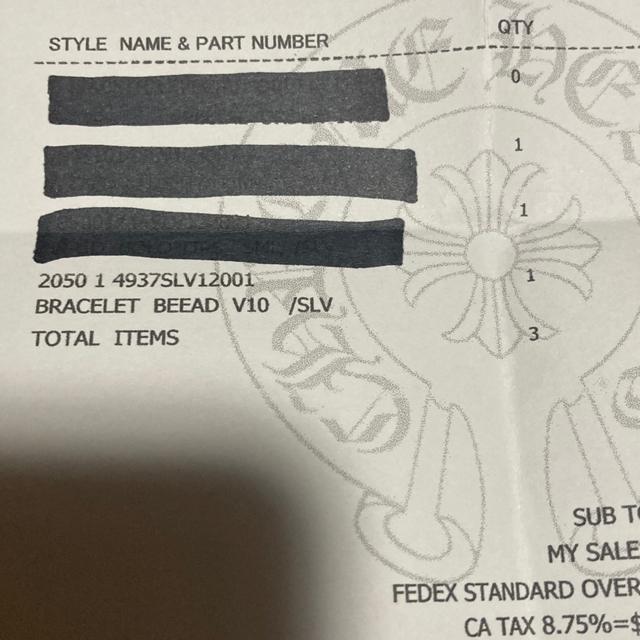 STYLE NAME & PART NUMBER QTY
0
1
1
2050 1 4937SLV12001 1
BRACELET BEEAD V10 /SLV
TOTAL ITEMS 3
SUB
MY SALE
FEDEX STANDARD OVER
CA TAX 8.75%=$